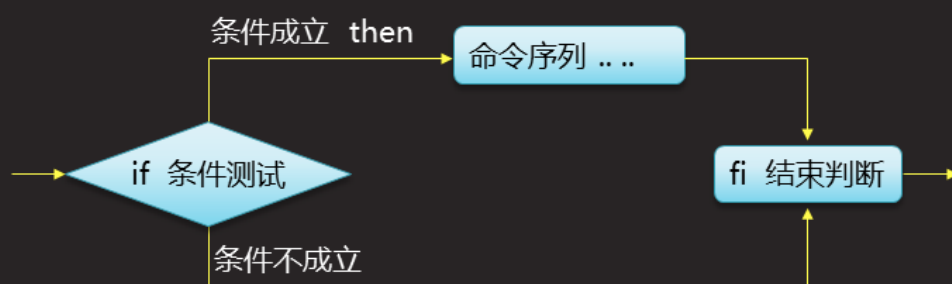 条件成立 then
命令序列 .. ..
if 条件测试
fi 结束判断
条件不成立